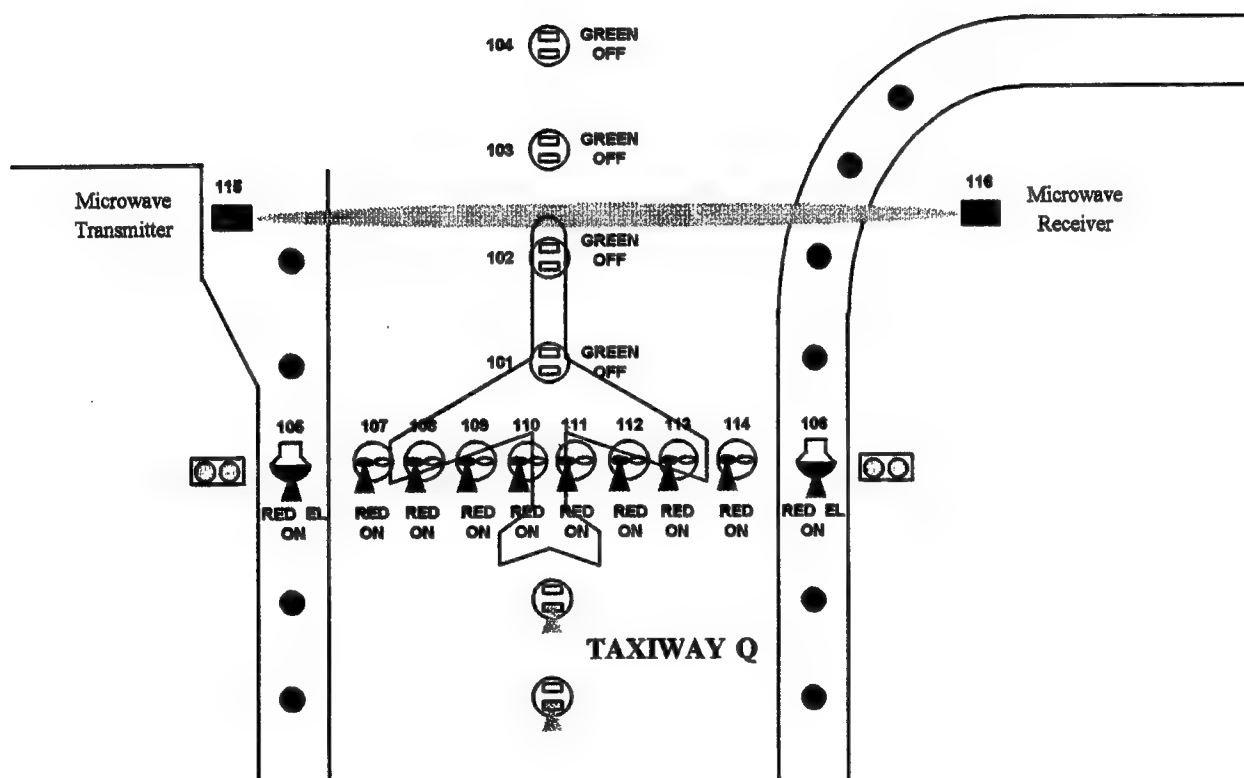 104
GREEN
OFF
103
GREEN
OFF
115
116
Microwave
Transmitter
Microwave
Receiver
102
GREEN
OFF
101
GREEN
OFF
105
107
108
109
110
111
112
113
114
106
RED EL
ON
RED
ON
RED
ON
RED
ON
RED
ON
RED
ON
RED
ON
RED
ON
RED
ON
RED EL
ON
TAXIWAY Q